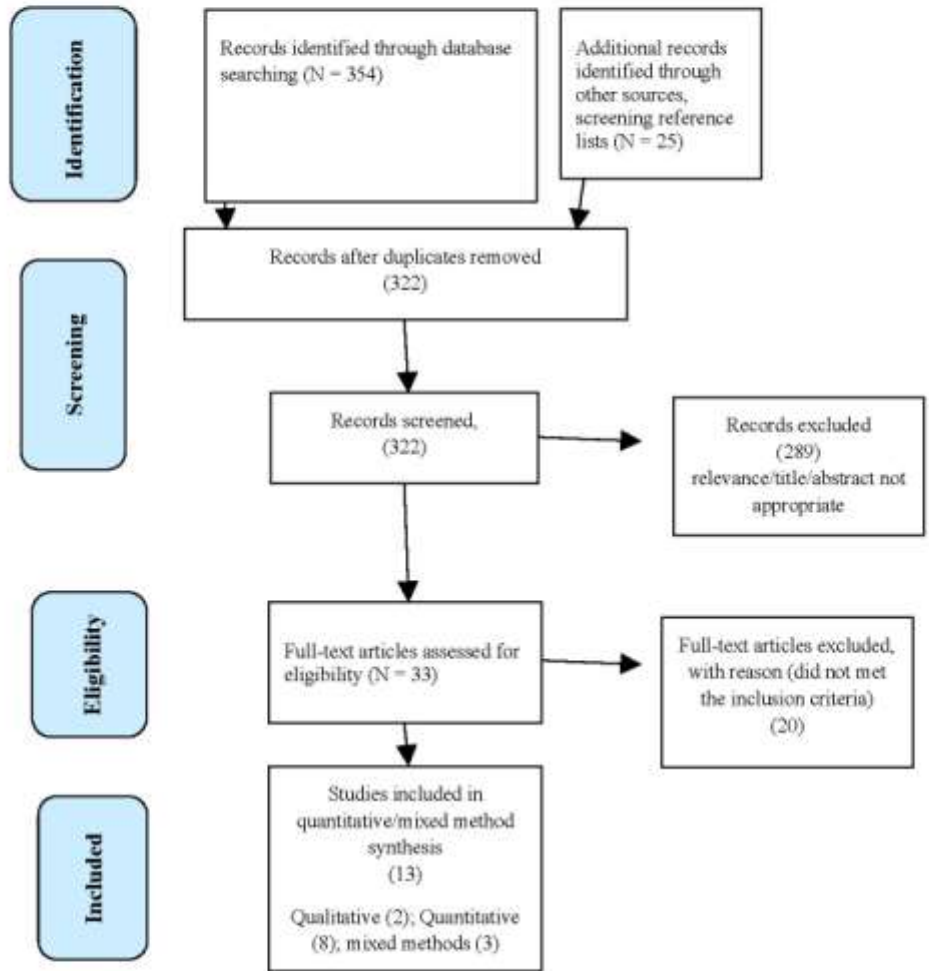 Identification
Records identified through database
searching (N = 354)
Additional records
identified through
other sources,
screening reference
lists (N = 25)
Screening
Records after duplicates removed
(322)
Records screened,
(322)
Records excluded
(289)
relevance/title/abstract not
appropriate
Eligibility
Full-text articles assessed for
eligibility (N = 33)
Full-text articles excluded,
with reason (did not met
the inclusion criteria)
(20)
Included
Studies included in
quantitative/mixed method
synthesis
(13)
Qualitative (2); Quantitative
(8); mixed methods (3)